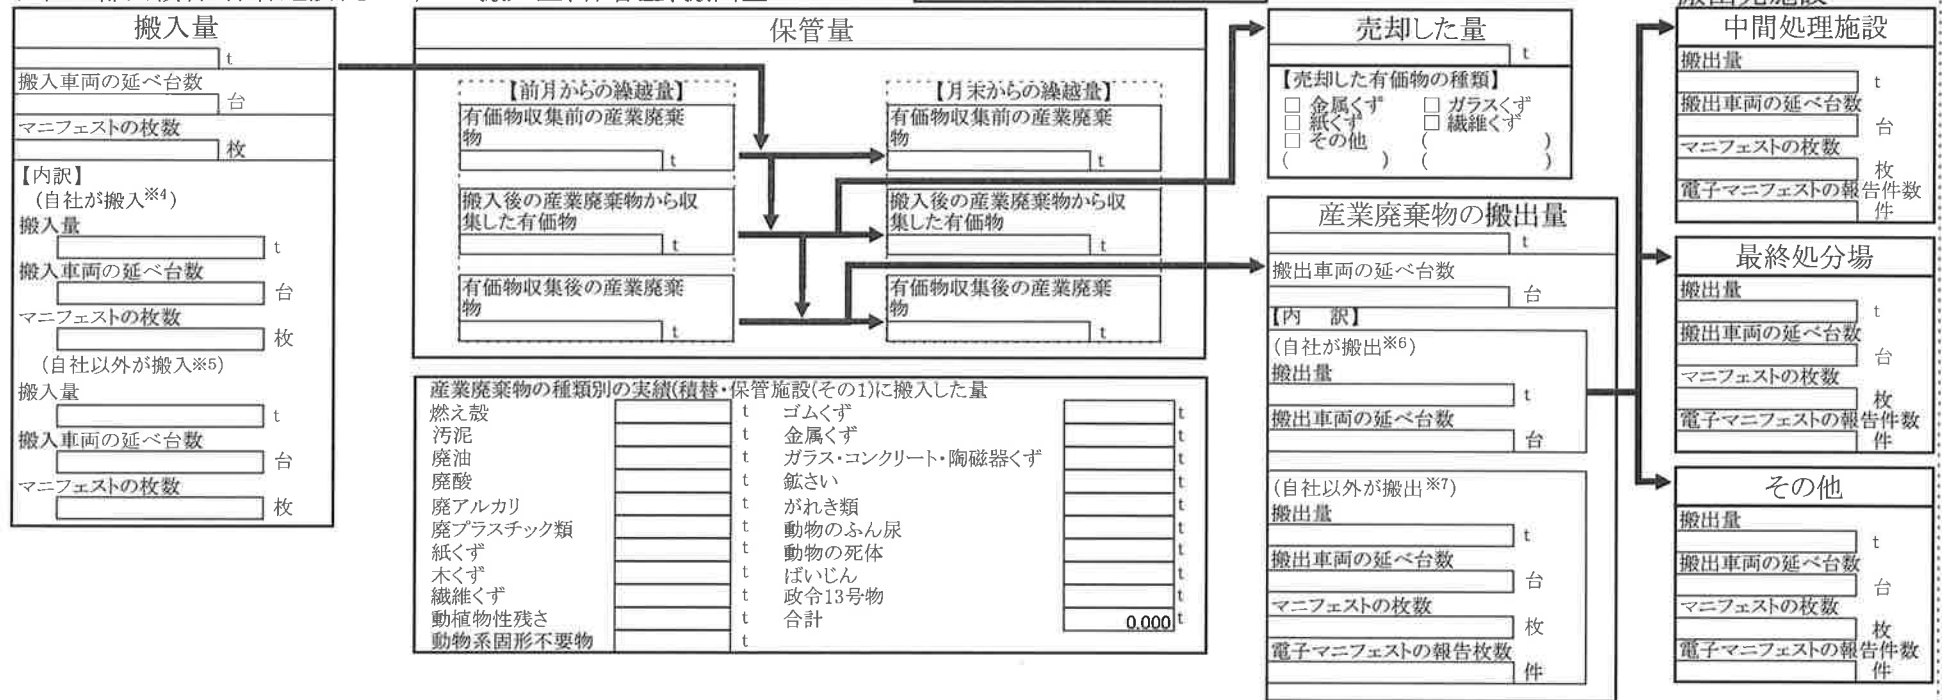 搬入量
t
搬入車両の延べ台数
台
マニフェストの枚数
枚
【内訳】
(自社が搬入※4)
搬入量
t
搬入車両の延べ台数
台
マニフェストの枚数
枚
(自社以外が搬入※5)
搬入量
t
搬入車両の延べ台数
台
マニフェストの枚数
枚
保管量
【前月からの繰越量】
有価物収集前の産業廃棄
物
t
搬入後の産業廃棄物から収
集した有価物
t
有価物収集後の産業廃棄
物
t
【月末からの繰越量】
有価物収集前の産業廃棄
物
t
搬入後の産業廃棄物から収
集した有価物
t
有価物収集後の産業廃棄
物
t
産業廃棄物の種類別の実績(積替・保管施設(その1)に搬入した量
燃え殻 t ゴムくず t
汚泥 t 金属くず t
廃油 t ガラス・コンクリート・陶磁器くず t
廃酸 t 鉱さい t
廃アルカリ t がれき類 t
廃プラスチック類 t 動物のふん尿 t
紙くず t 動物の死体 t
木くず t ばいじん t
繊維くず t 政令13号物 t
動植物性残さ t 合計 0.000 t
動物系固形不要物 t
売却した量
t
【売却した有価物の種類】
□ 金属くず □ ガラスくず
□ 紙くず □ 繊維くず
□ その他 ( )
( ) ( )
産業廃棄物の搬出量
t
搬出車両の延べ台数
台
【内 訳】
(自社が搬出※6)
搬出量
t
搬出車両の延べ台数
台
(自社以外が搬出※7)
搬出量
t
搬出車両の延べ台数
台
マニフェストの枚数
枚
電子マニフェストの報告枚数
件
中間処理施設
搬出量
t
搬出車両の延べ台数
台
マニフェストの枚数
枚
電子マニフェストの報告件数
件
最終処分場
搬出量
t
搬出車両の延べ台数
台
マニフェストの枚数
枚
電子マニフェストの報告件数
件
その他
搬出量
t
搬出車両の延べ台数
台
マニフェストの枚数
枚
電子マニフェストの報告件数
件